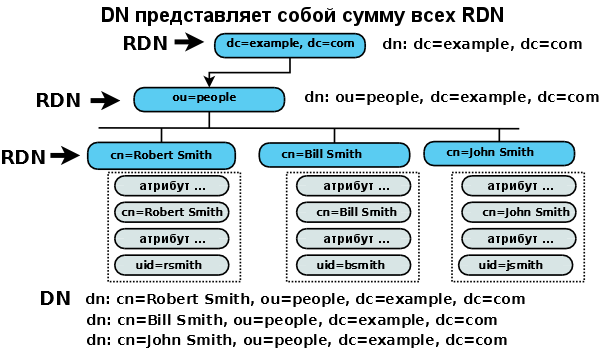 DN представляет собой сумму всех RDN
RDN dc=example, dc=com dn: dc=example, dc=com
RDN ou=people dn: ou=people, dc=example, dc=com
RDN cn=Robert Smith cn=Bill Smith cn=John Smith
атрибут ... атрибут ... атрибут ...
cn=Robert Smith cn=Bill Smith cn=John Smith
атрибут ... атрибут ... атрибут ...
uid=rsmith uid=bsmith uid=jsmith
DN dn: cn=Robert Smith, ou=people, dc=example, dc=com
dn: cn=Bill Smith, ou=people, dc=example, dc=com
dn: cn=John Smith, ou=people, dc=example, dc=com